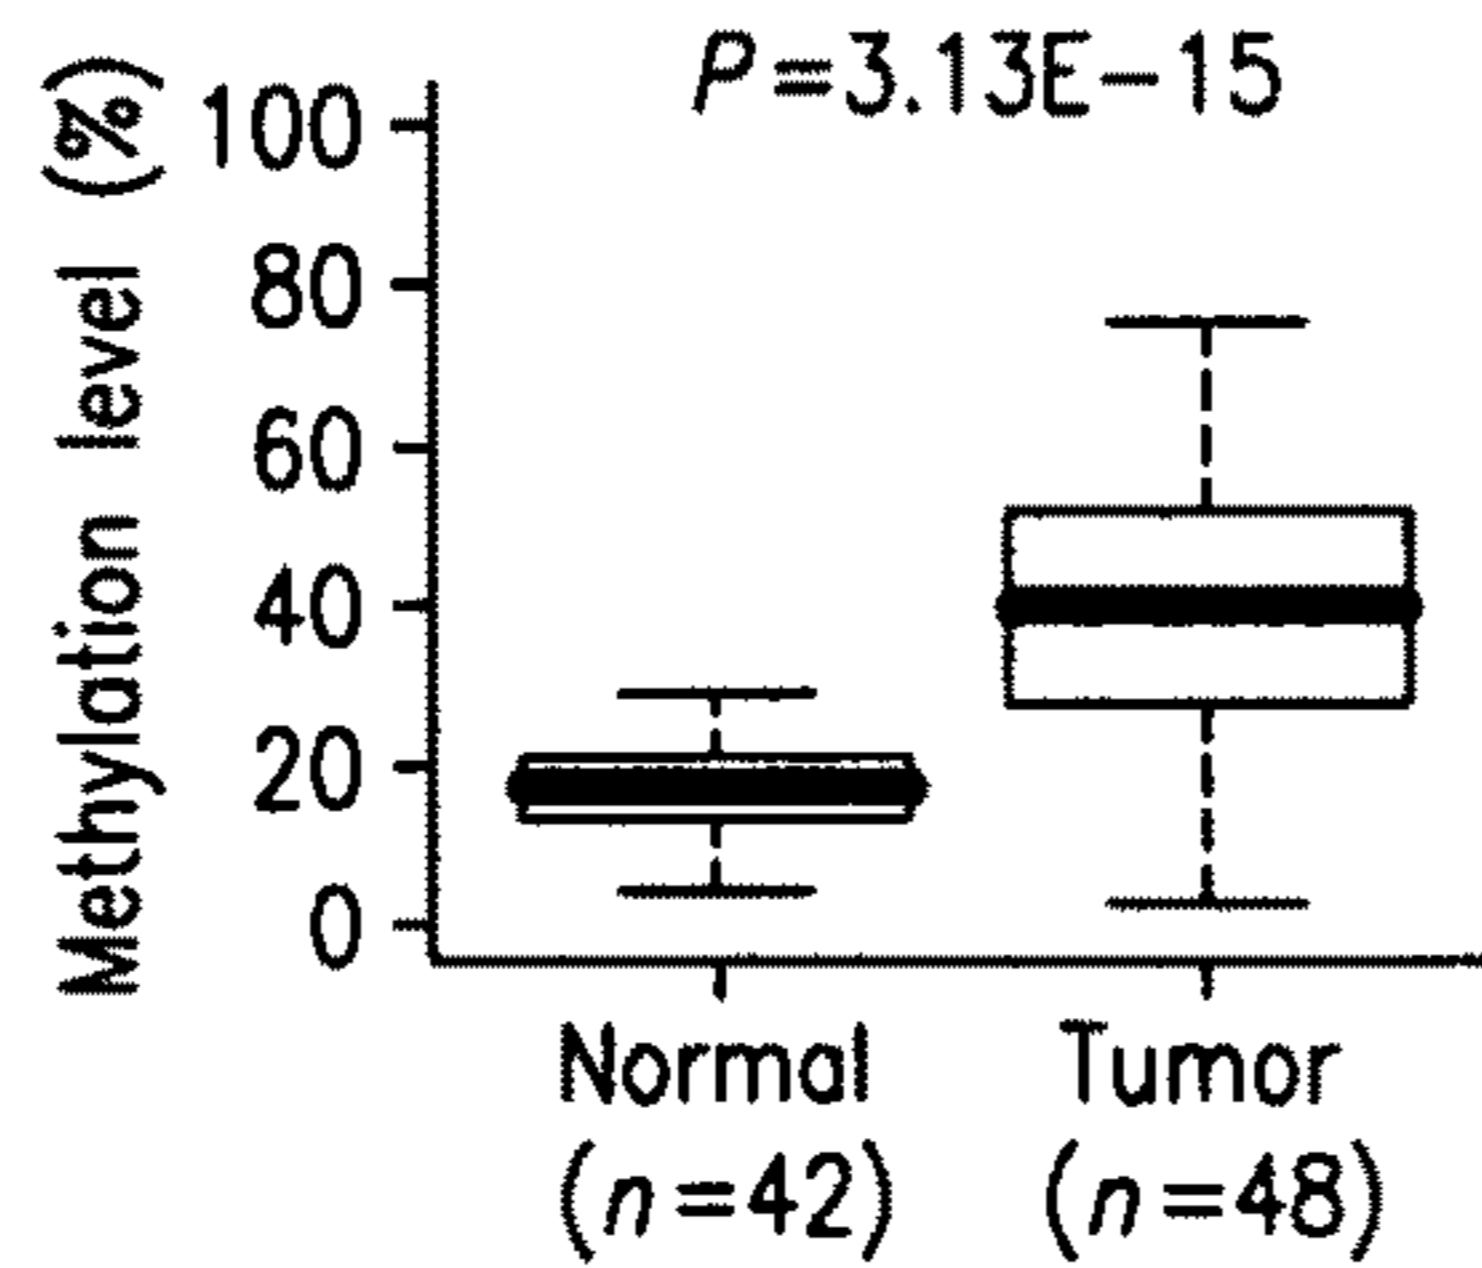 P=3.13E-15
Methylation level (%)
100
80
60
40
20
0
Normal
(n=42)
Tumor
(n=48)